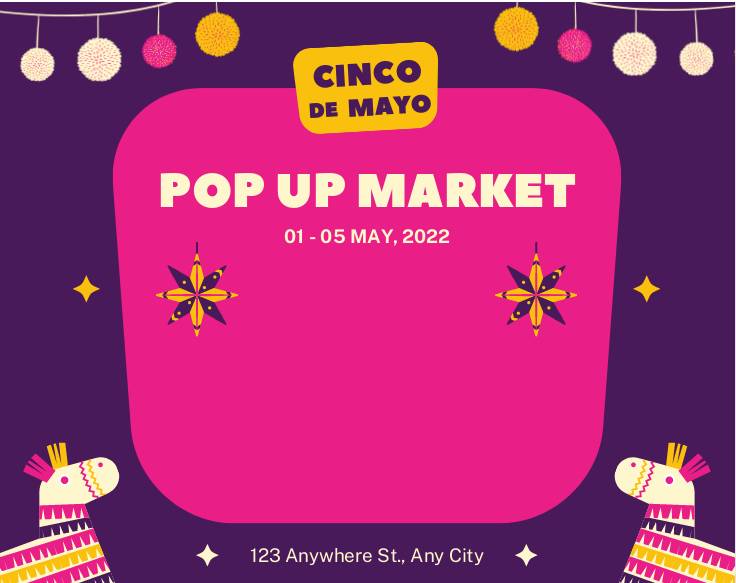 CINCO
DE MAYO
POP UP MARKET
01 - 05 MAY, 2022
123 Anywhere St., Any City